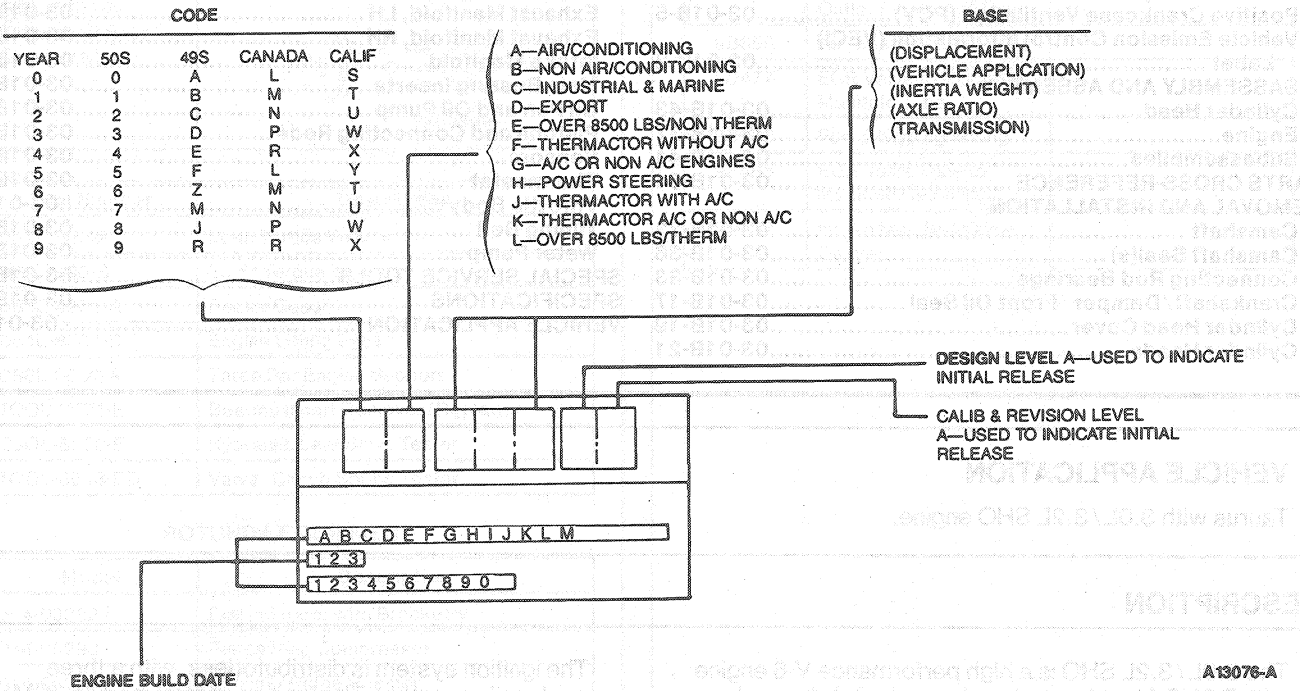 CODE
YEAR 50S 49S CANADA CALIF
0 0 A L S
1 1 B M T
2 2 C N U
3 3 D P W
4 4 E R X
5 5 F L Y
6 6 Z M T
7 7 M N U
8 8 J P W
9 9 R R X
A—AIR/CONDITIONING
B—NON AIR/CONDITIONING
C—INDUSTRIAL & MARINE
D—EXPORT
E—OVER 8500 LBS/NON THERM
F—THERMACTOR WITHOUT A/C
G—A/C OR NON A/C ENGINES
H—POWER STEERING
J—THERMACTOR WITH A/C
K—THERMACTOR A/C OR NON A/C
L—OVER 8500 LBS/THERM
BASE
(DISPLACEMENT)
(VEHICLE APPLICATION)
(INERTIA WEIGHT)
(AXLE RATIO)
(TRANSMISSION)
DESIGN LEVEL A—USED TO INDICATE
INITIAL RELEASE
CALIB & REVISION LEVEL
A—USED TO INDICATE INITIAL
RELEASE
A B C D E F G H I J K L M
1 2 3
1 2 3 4 5 6 7 8 9 0
ENGINE BUILD DATE
A13076-A